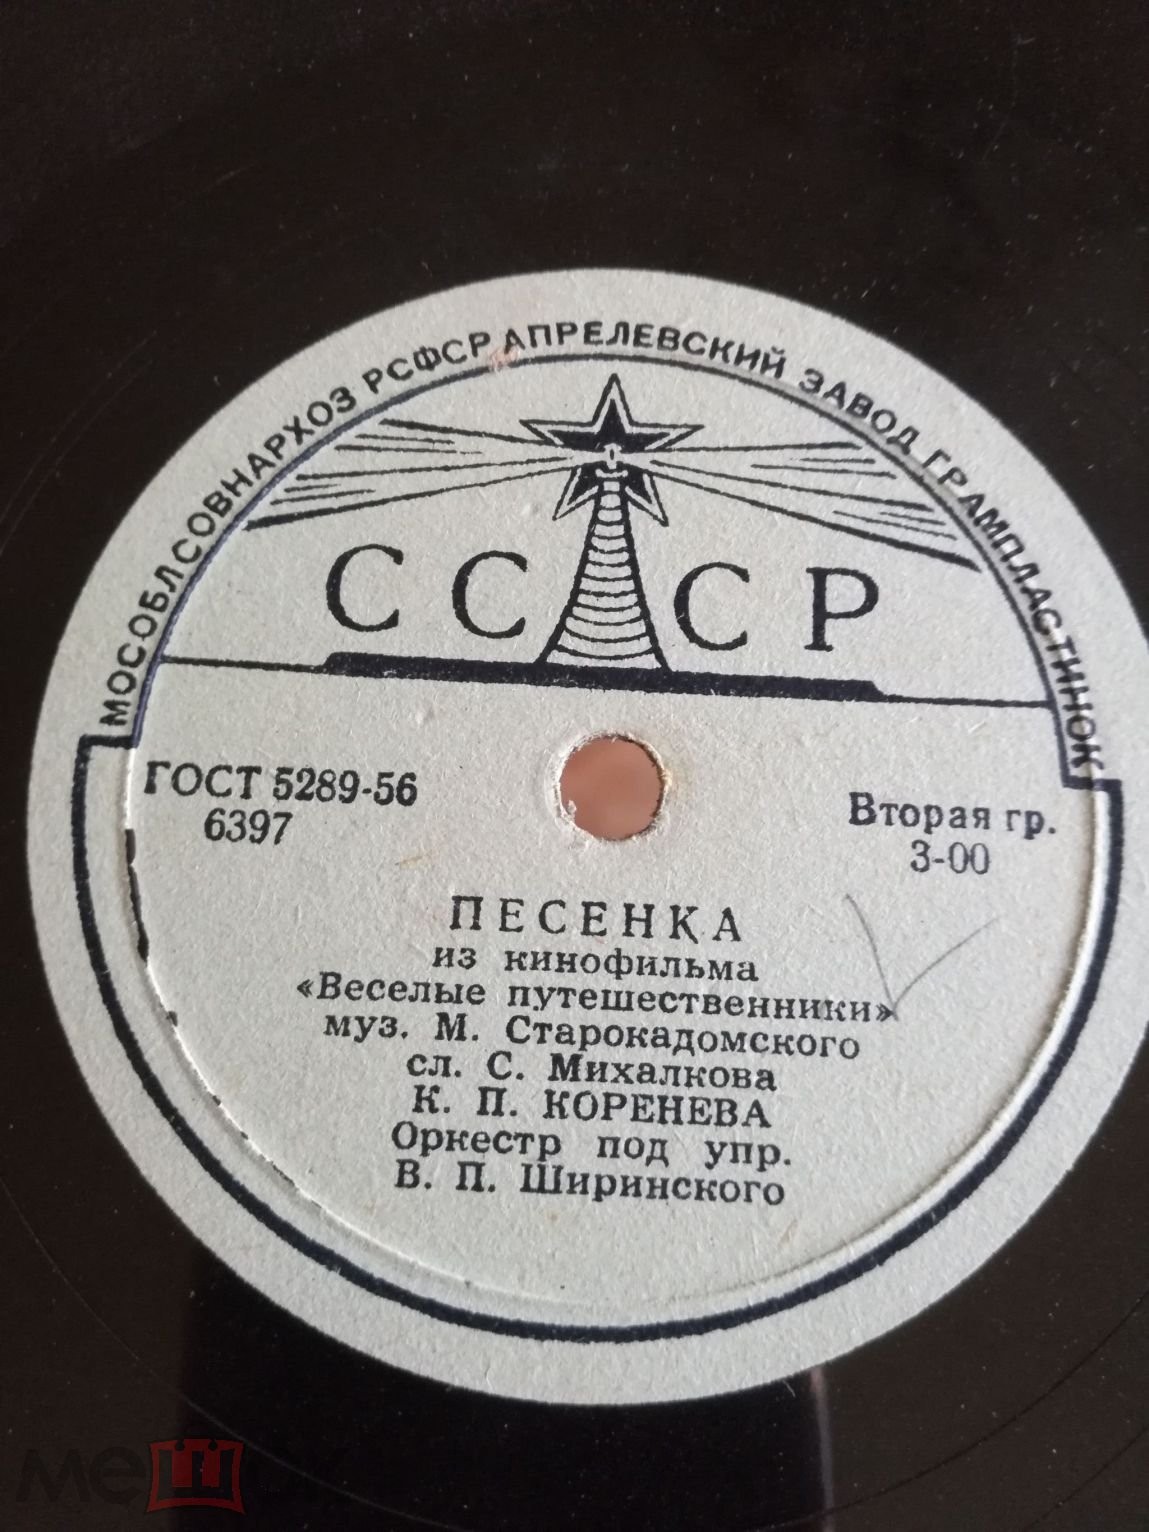 МОСОБЛСОВНАРХОЗ РСФСР АПРЕЛЕВСКИЙ ЗАВОД ГРАМПЛАСТИНОК
СССР
ГОСТ 5289-56
6397
Вторая гр.
3-00
ПЕСЕНКА
из кинофильма
«Веселые путешественники»
муз. М. Старокадомского
сл. С. Михалкова
К. П. КОРЕНЕВА
Оркестр под упр.
В. П. Ширинского
мешок